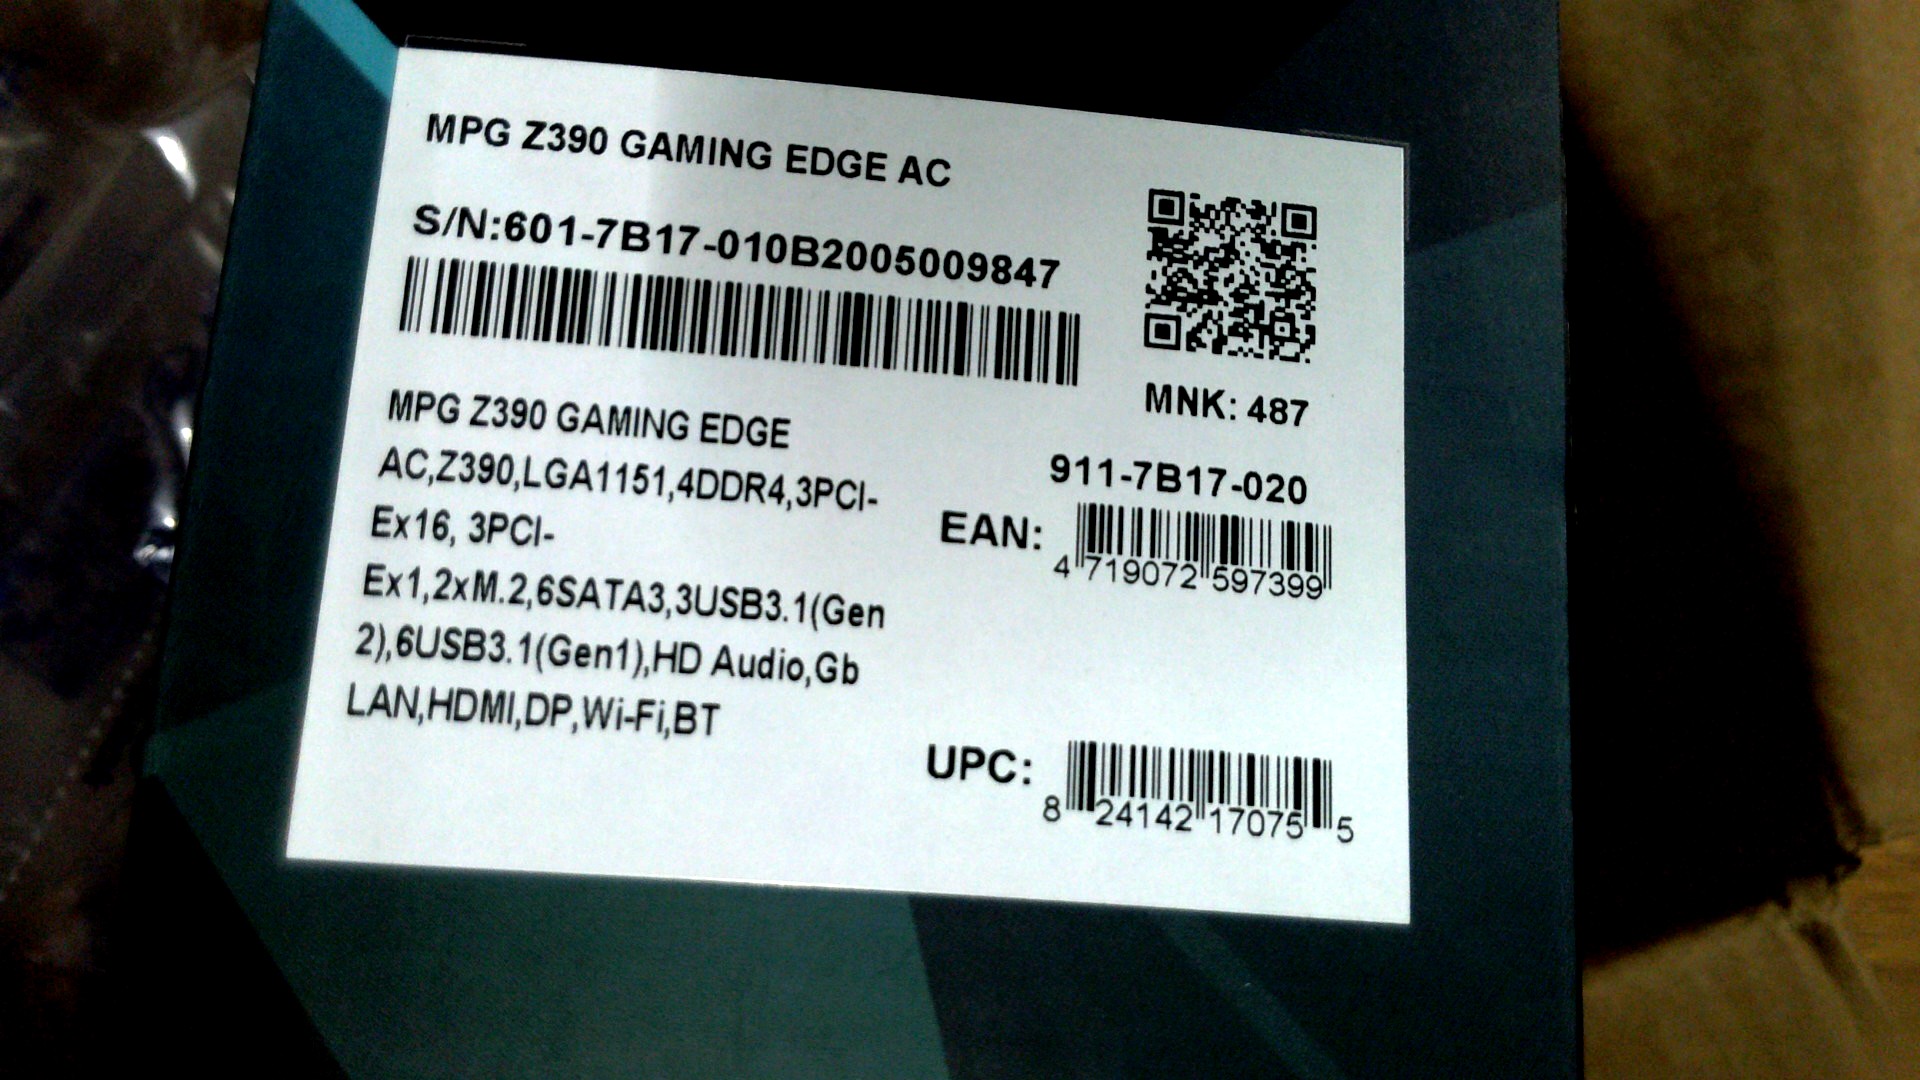 MPG Z390 GAMING EDGE AC
S/N:601-7B17-010B2005009847
MNK: 487
MPG Z390 GAMING EDGE
AC,Z390,LGA1151,4DDR4,3PCI-
Ex16, 3PCI-
Ex1,2xM.2,6SATA3,3USB3.1(Gen
2),6USB3.1(Gen1),HD Audio,Gb
LAN,HDMI,DP,Wi-Fi,BT
911-7B17-020
EAN:
4 719072 597399
UPC:
8 24142 17075 5